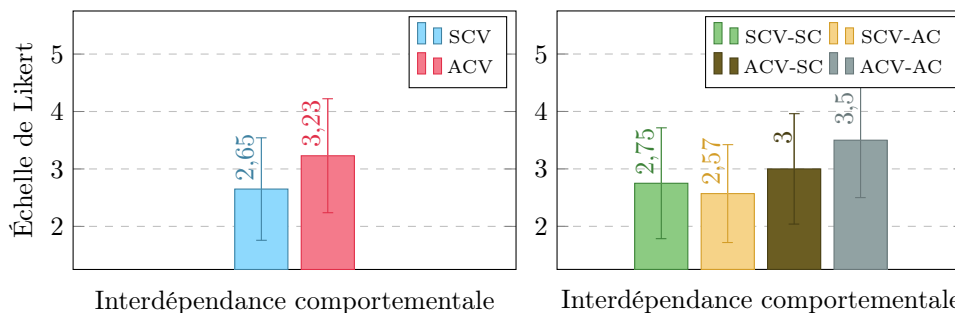 Échelle de Likert
5
4
3
2
2,65
3,23
SCV
ACV
Interdépendance comportementale
5
4
3
2
2,75
2,57
3
3,5
SCV-SC SCV-AC
ACV-SC ACV-AC
Interdépendance comportementale